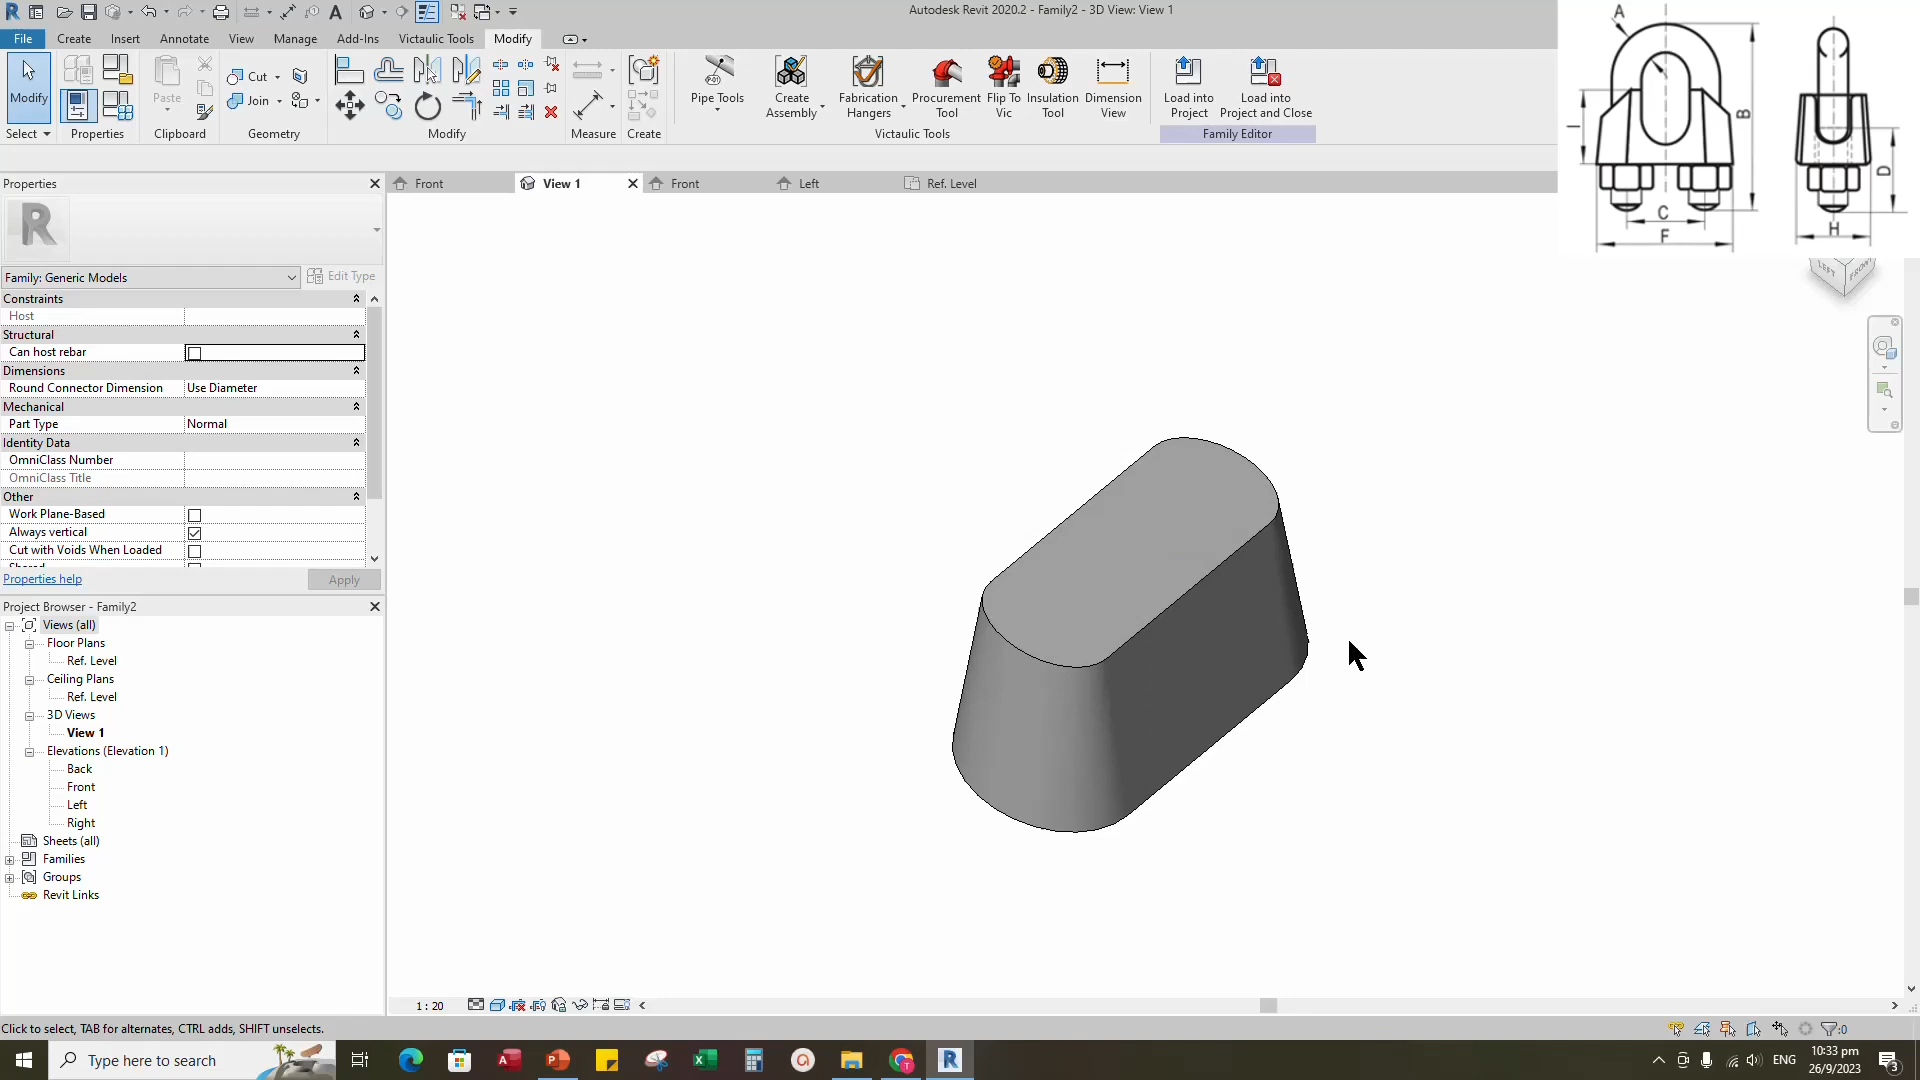 Autodesk Revit 2020.2 - Family2 - 3D View: View 1
File
Create
Insert
Annotate
View
Manage
Add-Ins
Victaulic Tools
Modify
Modify
Select
Properties
Paste
Clipboard
Cut
Join
Geometry
Modify
Measure
Create
Pipe Tools
Create Assembly
Fabrication Hangers
Procurement Tool
Flip To Vic
Insulation Tool
Dimension View
Victaulic Tools
Load into Project
Load into Project and Close
Family Editor
A
B
I
C
F
D
H
Properties
Family: Generic Models
Edit Type
Constraints
Host
Structural
Can host rebar
Dimensions
Round Connector Dimension
Use Diameter
Mechanical
Part Type
Normal
Identity Data
OmniClass Number
OmniClass Title
Other
Work Plane-Based
Always vertical
Cut with Voids When Loaded
Properties help
Apply
Project Browser - Family2
Views (all)
Floor Plans
Ref. Level
Ceiling Plans
Ref. Level
3D Views
View 1
Elevations (Elevation 1)
Back
Front
Left
Right
Sheets (all)
Families
Groups
Revit Links
Front
View 1
Front
Left
Ref. Level
LEFT
FRONT
1 : 20
Click to select, TAB for alternates, CTRL adds, SHIFT unselects.
:0
Type here to search
ENG
10:33 pm
26/9/2023
3